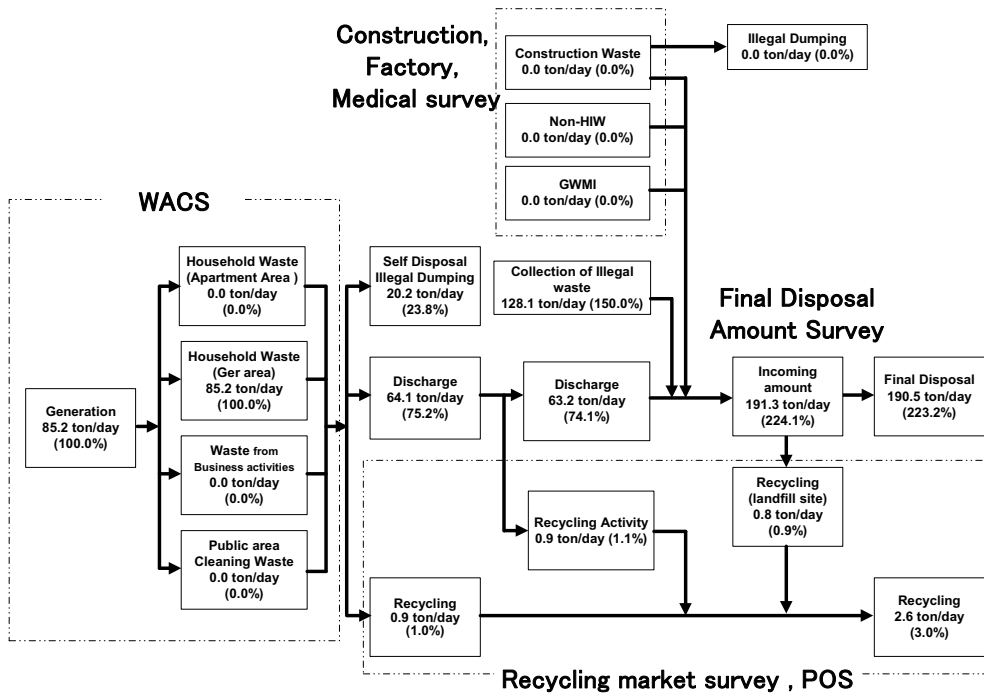 Construction,
Factory,
Medical survey
Construction Waste
0.0 ton/day (0.0%)
Illegal Dumping
0.0 ton/day (0.0%)
Non-HIW
0.0 ton/day (0.0%)
GWMI
0.0 ton/day (0.0%)
WACS
Household Waste
(Apartment Area )
0.0 ton/day
(0.0%)
Self Disposal
Illegal Dumping
20.2 ton/day
(23.8%)
Collection of Illegal
waste
128.1 ton/day (150.0%)
Final Disposal
Amount Survey
Household Waste
(Ger area)
85.2 ton/day
(100.0%)
Discharge
64.1 ton/day
(75.2%)
Discharge
63.2 ton/day
(74.1%)
Incoming
amount
191.3 ton/day
(224.1%)
Final Disposal
190.5 ton/day
(223.2%)
Generation
85.2 ton/day
(100.0%)
Waste from
Business activities
0.0 ton/day
(0.0%)
Recycling
(landfill site)
0.8 ton/day
(0.9%)
Recycling Activity
0.9 ton/day (1.1%)
Public area
Cleaning Waste
0.0 ton/day
(0.0%)
Recycling
0.9 ton/day
(1.0%)
Recycling
2.6 ton/day
(3.0%)
Recycling market survey , POS